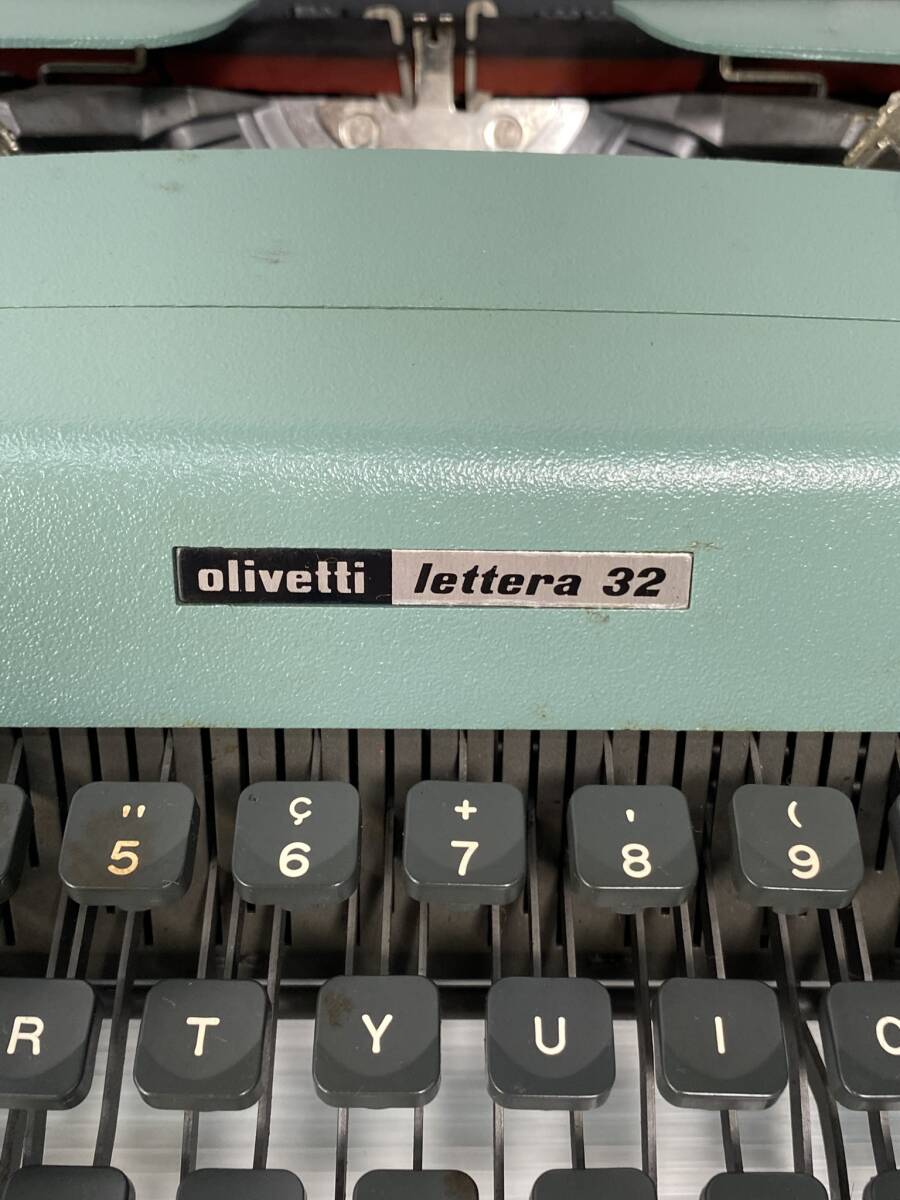 olivetti lettera 32
" Ç + ' (
5 6 7 8 9
R T Y U I